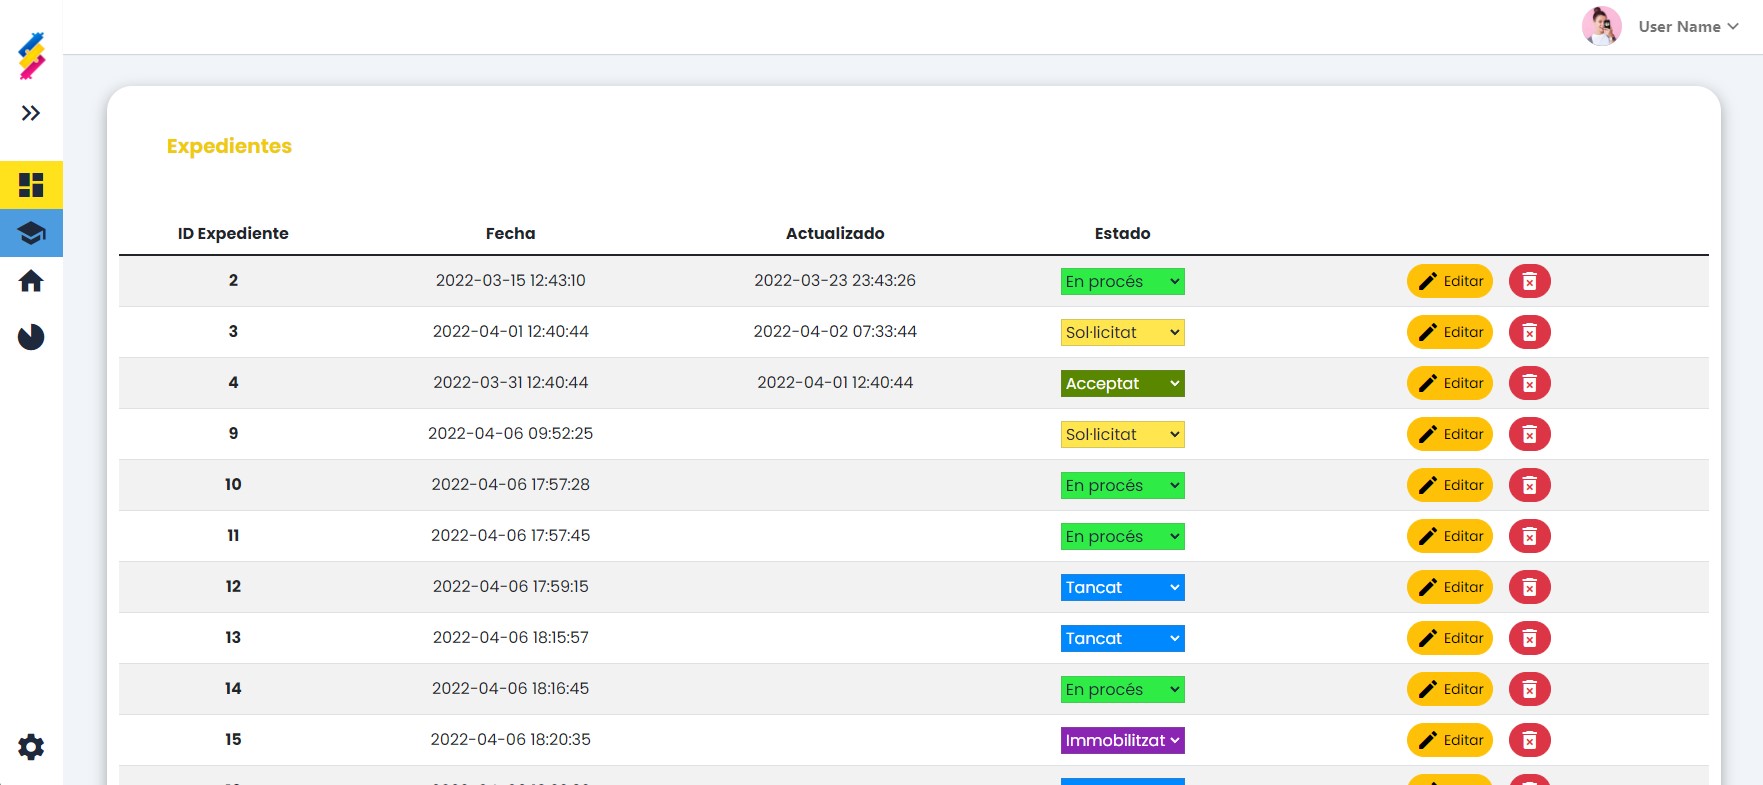 User Name
Expedientes
ID Expediente Fecha Actualizado Estado
2 2022-03-15 12:43:10 2022-03-23 23:43:26 En procés Editar
3 2022-04-01 12:40:44 2022-04-02 07:33:44 Sol·licitat Editar
4 2022-03-31 12:40:44 2022-04-01 12:40:44 Acceptat Editar
9 2022-04-06 09:52:25 Sol·licitat Editar
10 2022-04-06 17:57:28 En procés Editar
11 2022-04-06 17:57:45 En procés Editar
12 2022-04-06 17:59:15 Tancat Editar
13 2022-04-06 18:15:57 Tancat Editar
14 2022-04-06 18:16:45 En procés Editar
15 2022-04-06 18:20:35 Immobilitzat Editar